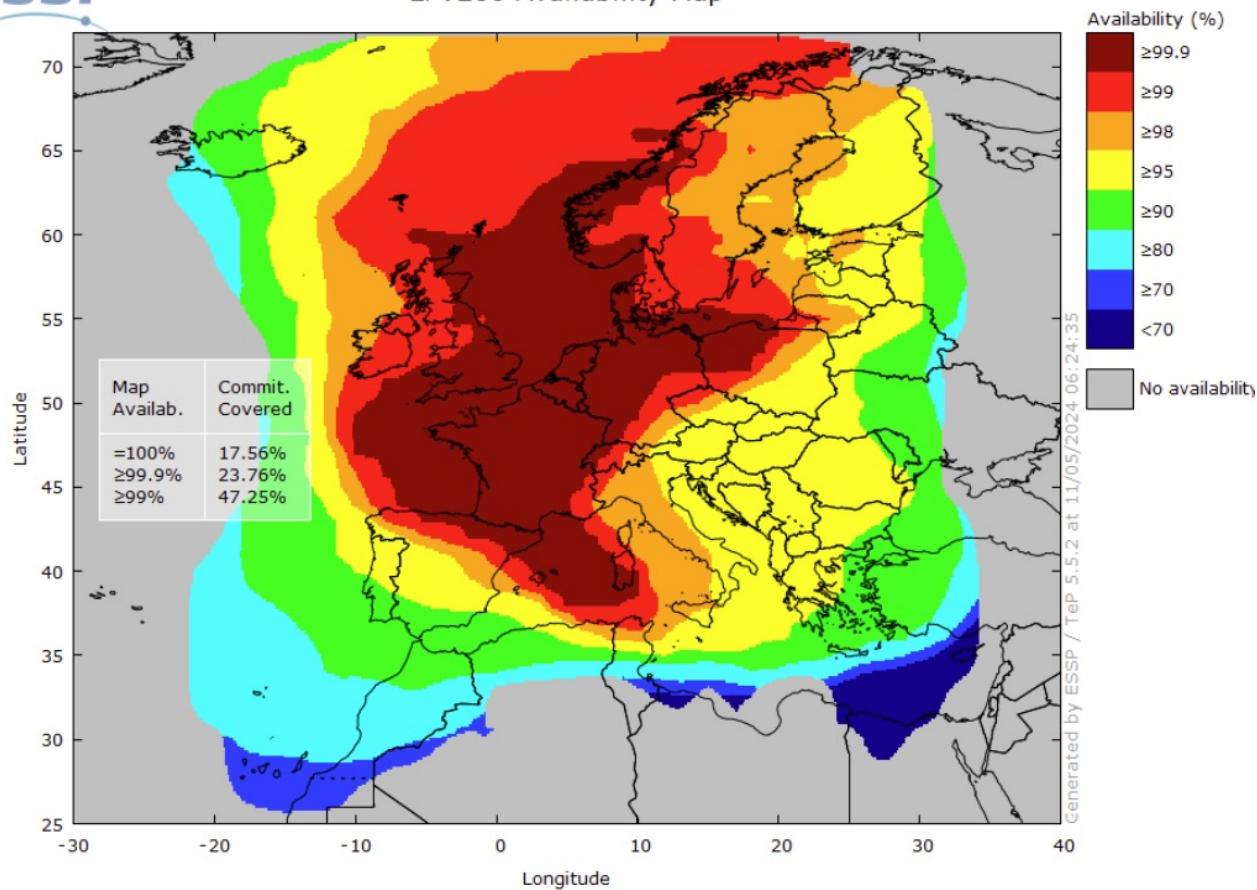 LPV200 Availability Map
Availability (%)
≥99.9
≥99
≥98
≥95
≥90
≥80
≥70
<70
No availability
70
65
60
55
50
45
40
35
30
25
Latitude
Map Availab.
Commit. Covered
=100% 17.56%
≥99.9% 23.76%
≥99% 47.25%
Generated by ESSP / TeP 5.5.2 at 11/05/2024 06:24:35
-30 -20 -10 0 10 20 30 40
Longitude